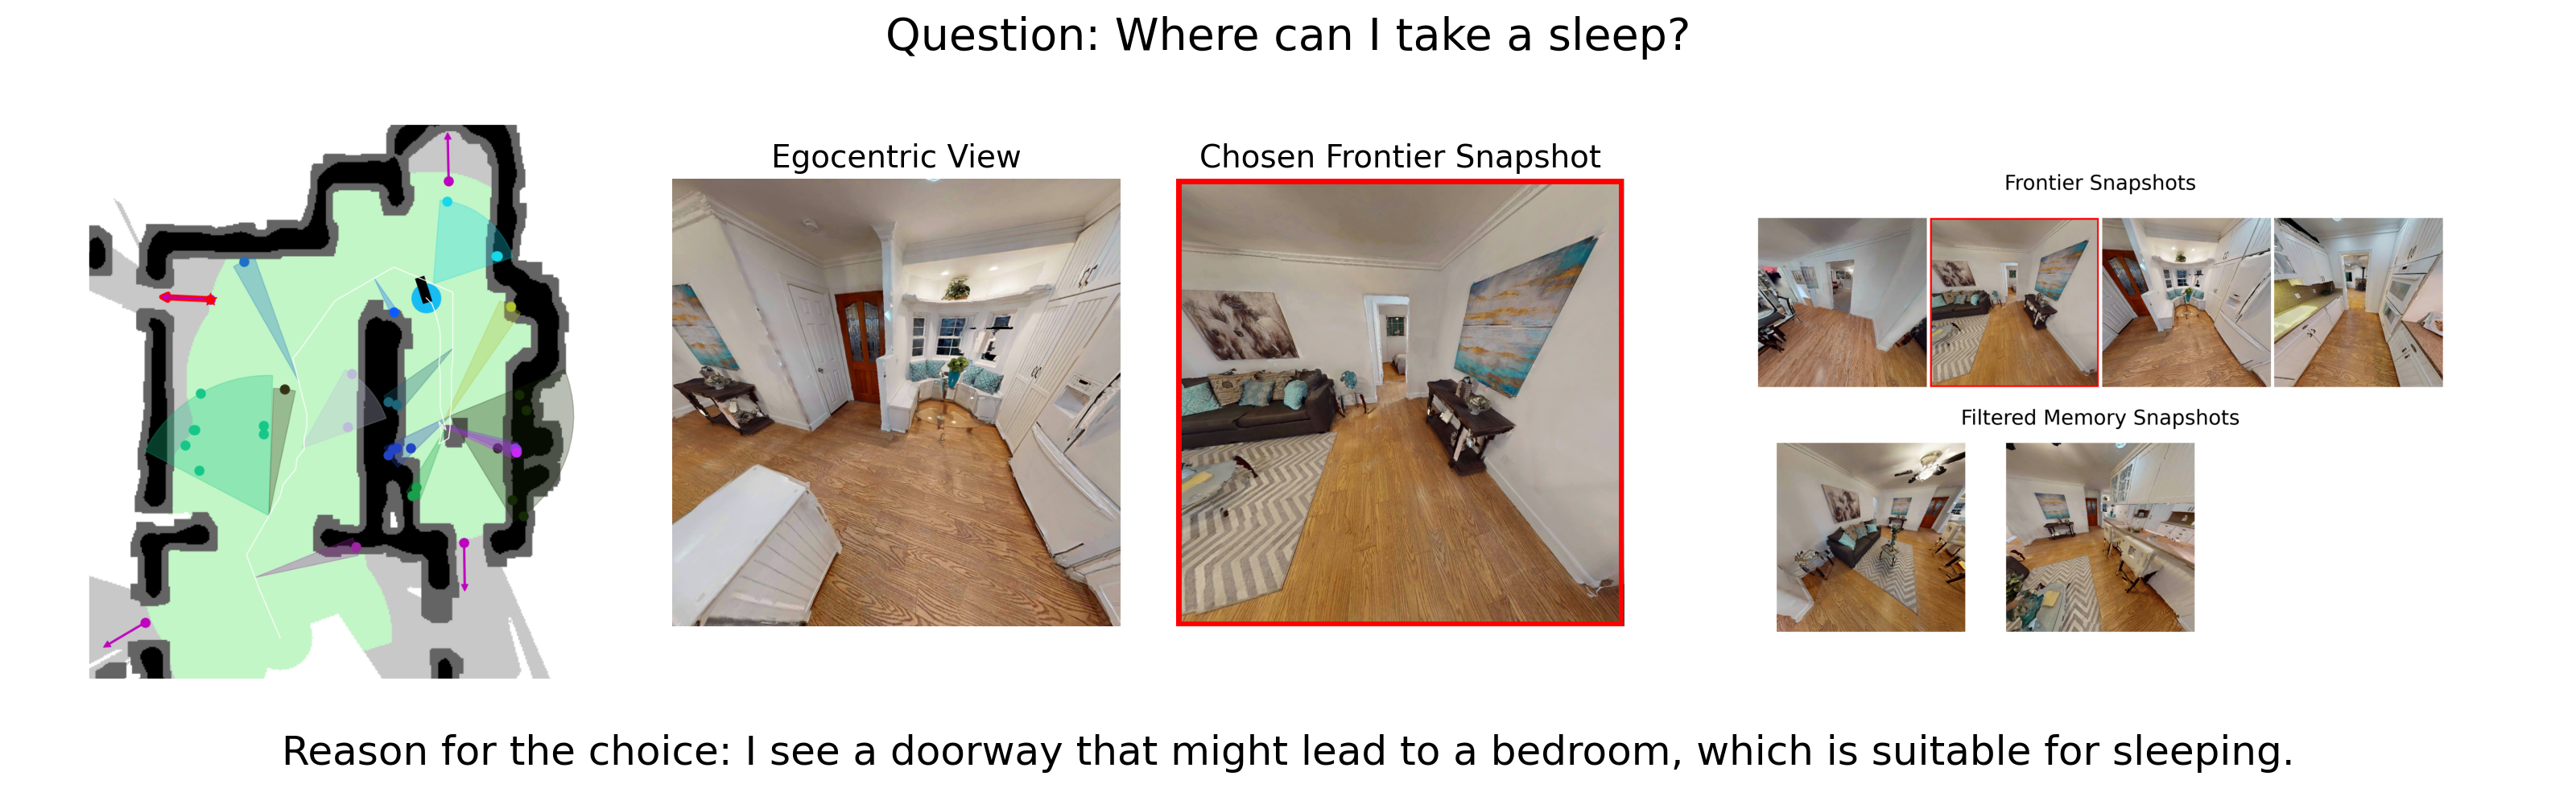 Question: Where can I take a sleep?
Egocentric View
Chosen Frontier Snapshot
Frontier Snapshots
Filtered Memory Snapshots
Reason for the choice: I see a doorway that might lead to a bedroom, which is suitable for sleeping.